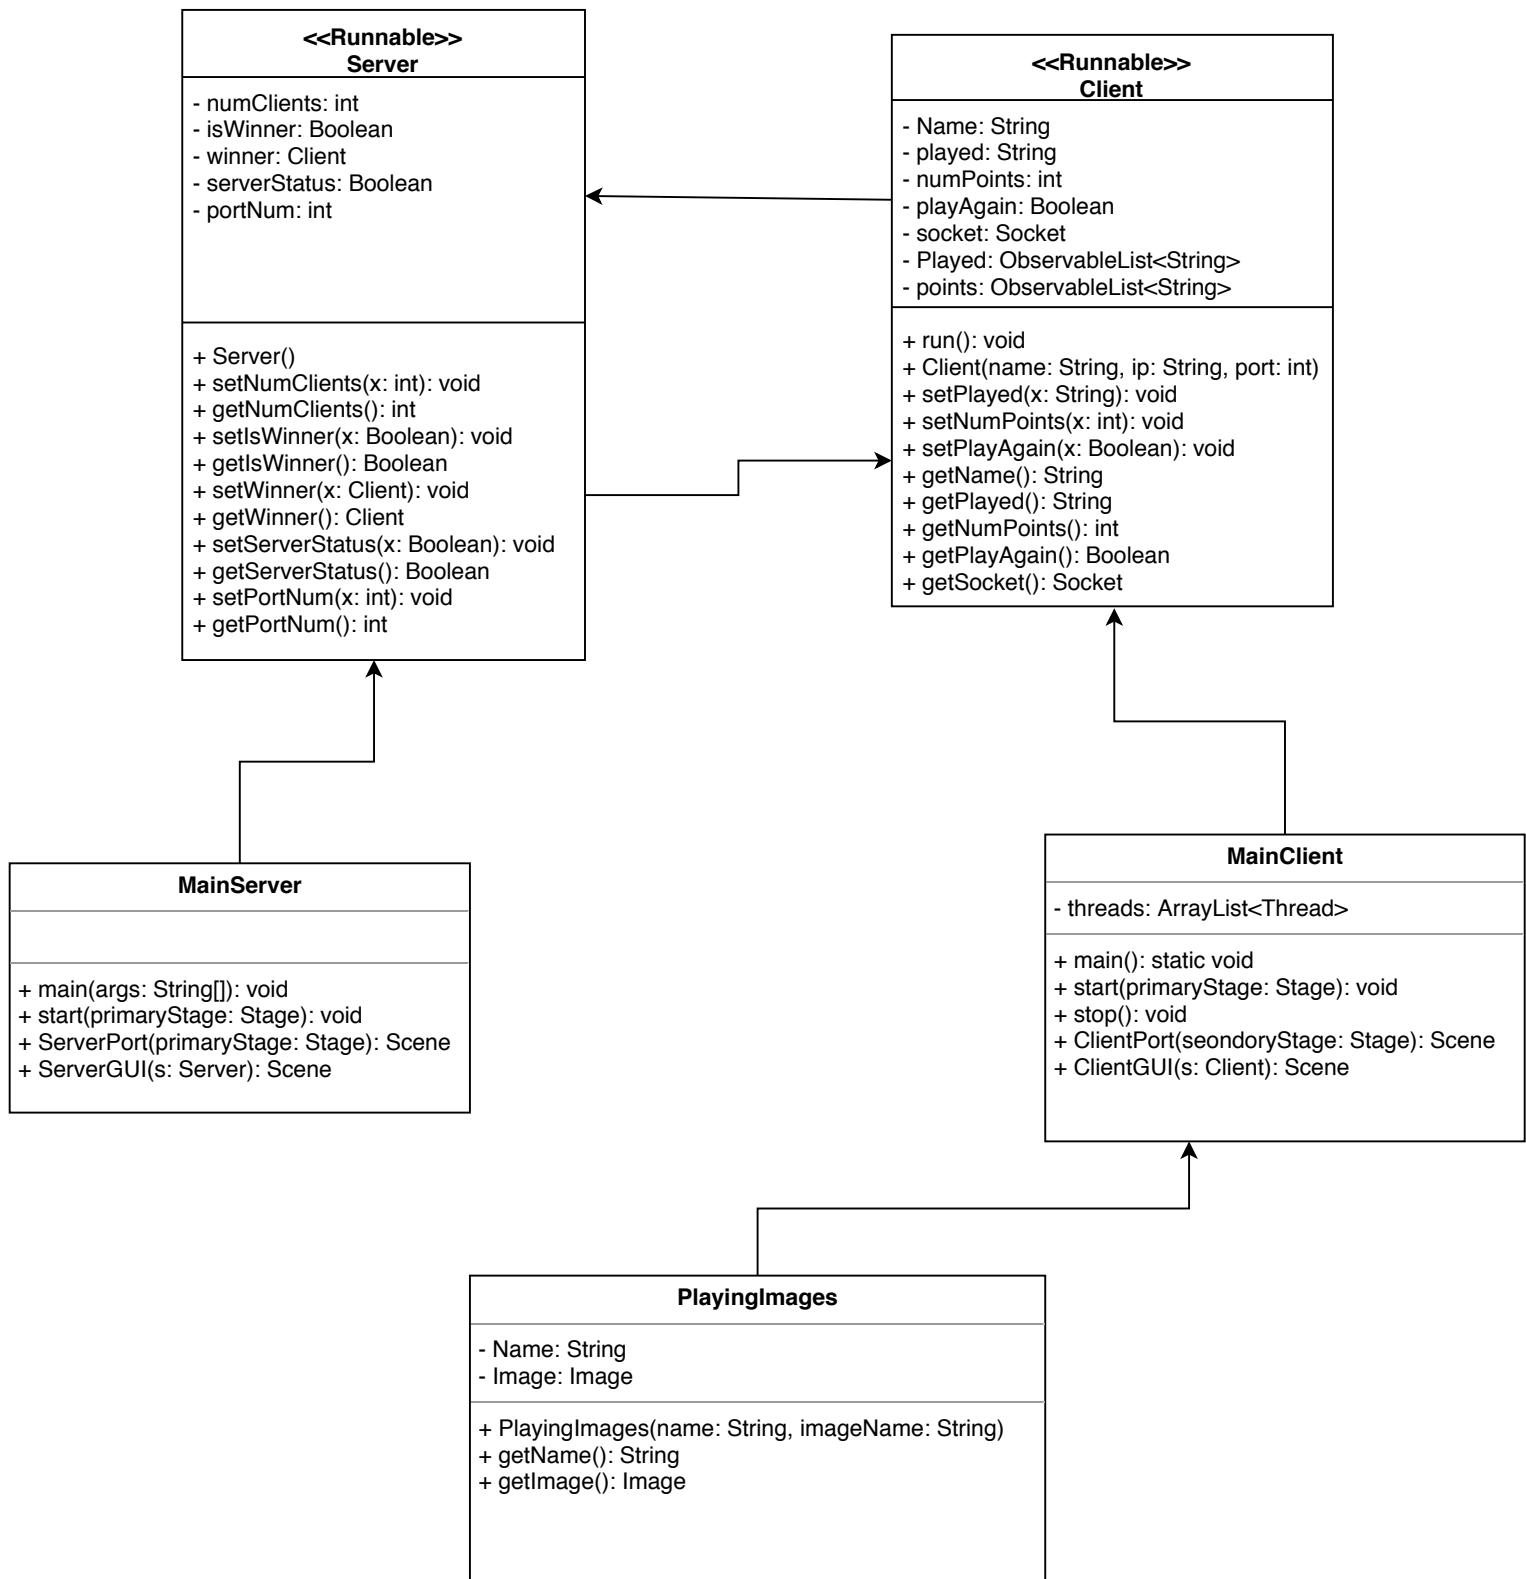 <<Runnable>>
Server
- numClients: int
- isWinner: Boolean
- winner: Client
- serverStatus: Boolean
- portNum: int
+ Server()
+ setNumClients(x: int): void
+ getNumClients(): int
+ setIsWinner(x: Boolean): void
+ getIsWinner(): Boolean
+ setWinner(x: Client): void
+ getWinner(): Client
+ setServerStatus(x: Boolean): void
+ getServerStatus(): Boolean
+ setPortNum(x: int): void
+ getPortNum(): int
<<Runnable>>
Client
- Name: String
- played: String
- numPoints: int
- playAgain: Boolean
- socket: Socket
- Played: ObservableList<String>
- points: ObservableList<String>
+ run(): void
+ Client(name: String, ip: String, port: int)
+ setPlayed(x: String): void
+ setNumPoints(x: int): void
+ setPlayAgain(x: Boolean): void
+ getName(): String
+ getPlayed(): String
+ getNumPoints(): int
+ getPlayAgain(): Boolean
+ getSocket(): Socket
MainServer
+ main(args: String[]): void
+ start(primaryStage: Stage): void
+ ServerPort(primaryStage: Stage): Scene
+ ServerGUI(s: Server): Scene
MainClient
- threads: ArrayList<Thread>
+ main(): static void
+ start(primaryStage: Stage): void
+ stop(): void
+ ClientPort(seondoryStage: Stage): Scene
+ ClientGUI(s: Client): Scene
PlayingImages
- Name: String
- Image: Image
+ PlayingImages(name: String, imageName: String)
+ getName(): String
+ getImage(): Image